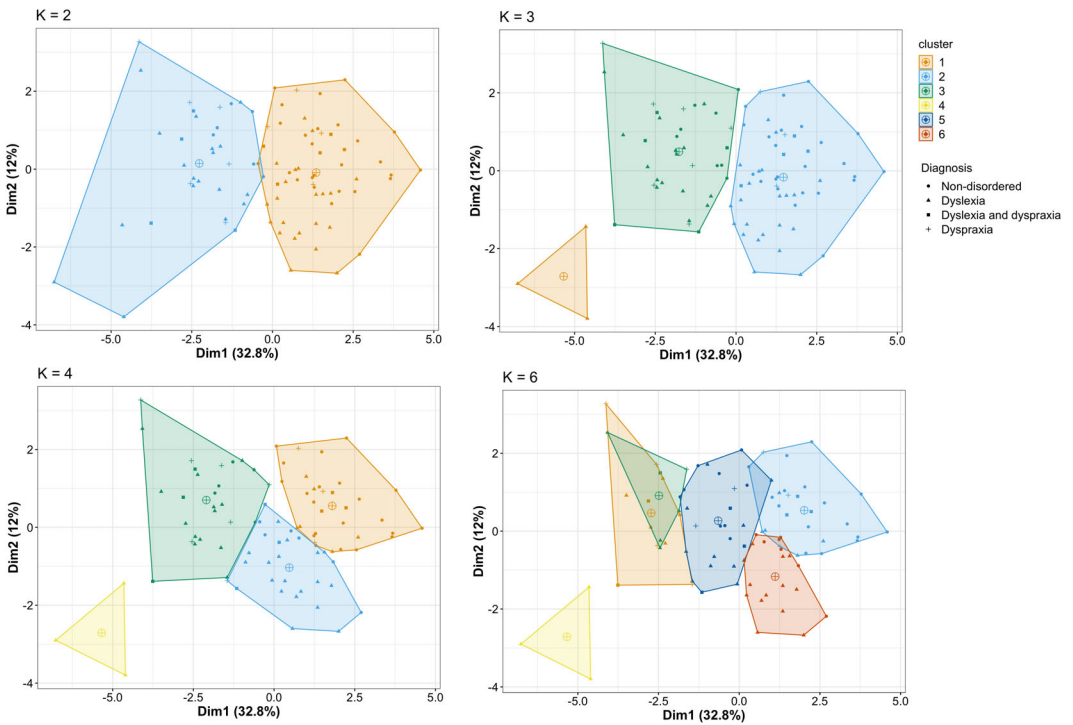 K = 2
2
0
-2
-4
Dim2 (12%)
-5.0 -2.5 0.0 2.5 5.0
Dim1 (32.8%)
K = 3
2
0
-2
-4
Dim2 (12%)
-5.0 -2.5 0.0 2.5 5.0
Dim1 (32.8%)
cluster
1
2
3
4
5
6
Diagnosis
Non-disordered
Dyslexia
Dyslexia and dyspraxia
Dyspraxia
K = 4
2
0
-2
-4
Dim2 (12%)
-5.0 -2.5 0.0 2.5 5.0
Dim1 (32.8%)
K = 6
2
0
-2
-4
Dim2 (12%)
-5.0 -2.5 0.0 2.5 5.0
Dim1 (32.8%)